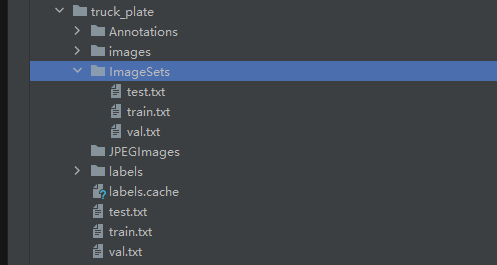 truck_plate
Annotations
images
ImageSets
test.txt
train.txt
val.txt
JPEGImages
labels
labels.cache
test.txt
train.txt
val.txt